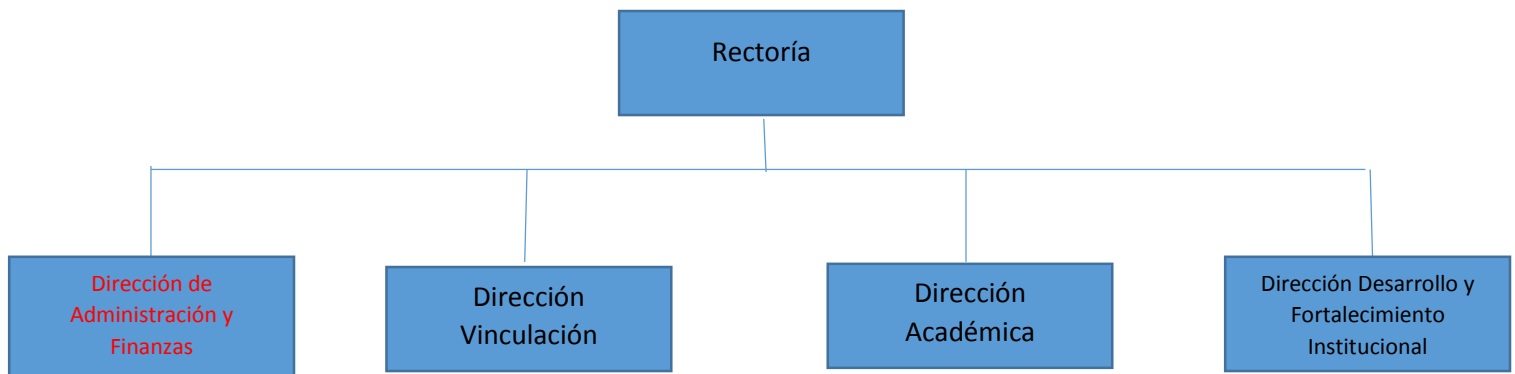 Rectoría
Dirección de
Administración y
Finanzas
Dirección
Vinculación
Dirección
Académica
Dirección Desarrollo y
Fortalecimiento
Institucional